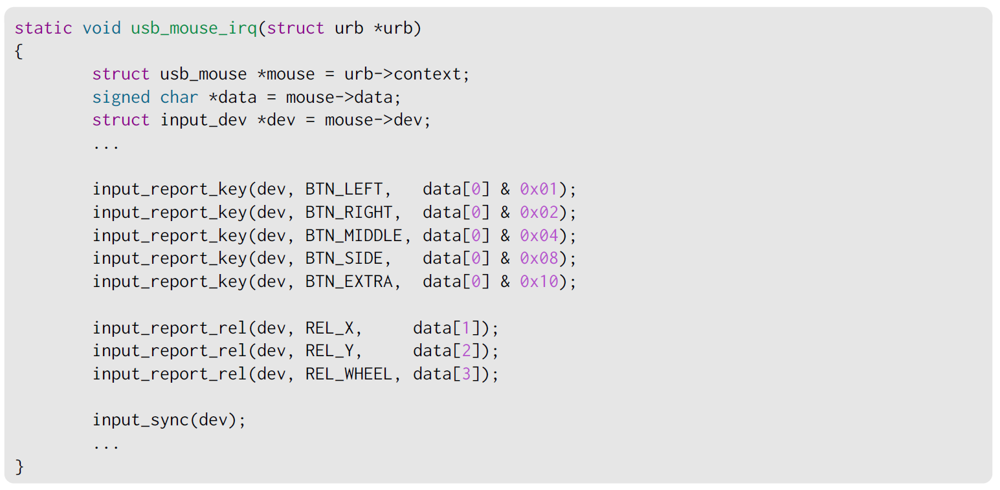 static void usb_mouse_irq(struct urb *urb)
{
        struct usb_mouse *mouse = urb->context;
        signed char *data = mouse->data;
        struct input_dev *dev = mouse->dev;
        ...

        input_report_key(dev, BTN_LEFT,   data[0] & 0x01);
        input_report_key(dev, BTN_RIGHT,  data[0] & 0x02);
        input_report_key(dev, BTN_MIDDLE, data[0] & 0x04);
        input_report_key(dev, BTN_SIDE,   data[0] & 0x08);
        input_report_key(dev, BTN_EXTRA,  data[0] & 0x10);

        input_report_rel(dev, REL_X,     data[1]);
        input_report_rel(dev, REL_Y,     data[2]);
        input_report_rel(dev, REL_WHEEL, data[3]);

        input_sync(dev);
        ...
}